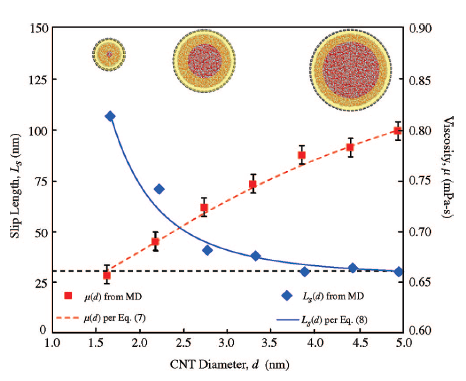 150
125
100
75
50
25
0
Slip Length, Ls (nm)
0.90
0.85
0.80
0.75
0.70
0.65
0.60
Viscosity, μ (mPa-s)
μ(d) from MD
Ls(d) from MD
μ(d) per Eq. (7)
Ls(d) per Eq. (8)
1.0 1.5 2.0 2.5 3.0 3.5 4.0 4.5 5.0
CNT Diameter, d (nm)